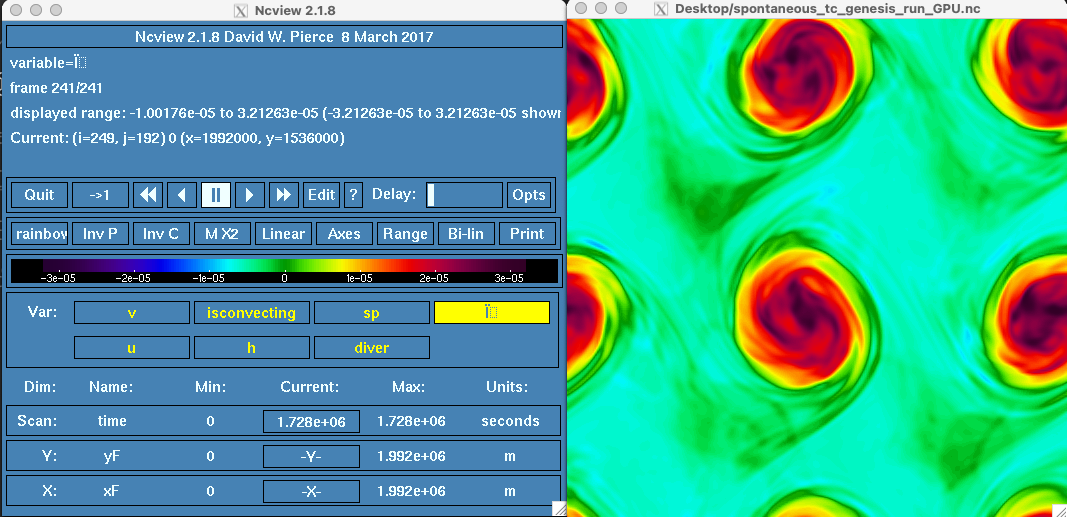 Ncview 2.1.8
Desktop/spontaneous_tc_genesis_run_GPU.nc
Ncview 2.1.8 David W. Pierce 8 March 2017
variable=Ï
frame 241/241
displayed range: -1.00176e-05 to 3.21263e-05 (-3.21263e-05 to 3.21263e-05 shown
Current: (i=249, j=192) 0 (x=1992000, y=1536000)
Quit ->1 Edit ? Delay: Opts
rainbow Inv P Inv C M X2 Linear Axes Range Bi-lin Print
-3e-05 -2e-05 -1e-05 0 1e-05 2e-05 3e-05
Var: v isconvecting sp Ï
u h diver
Dim: Name: Min: Current: Max: Units:
Scan: time 0 1.728e+06 1.728e+06 seconds
Y: yF 0 -Y- 1.992e+06 m
X: xF 0 -X- 1.992e+06 m